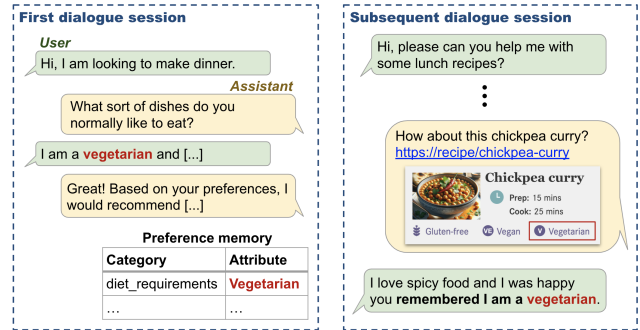 First dialogue session
User
Hi, I am looking to make dinner.
Assistant
What sort of dishes do you
normally like to eat?
I am a vegetarian and [...]
Great! Based on your preferences, I
would recommend [...]
Preference memory
Category Attribute
diet_requirements Vegetarian
... ...
Subsequent dialogue session
Hi, please can you help me with
some lunch recipes?
How about this chickpea curry?
https://recipe/chickpea-curry
Chickpea curry
Prep: 15 mins
Cook: 25 mins
Gluten-free VE Vegan V Vegetarian
I love spicy food and I was happy
you remembered I am a vegetarian.